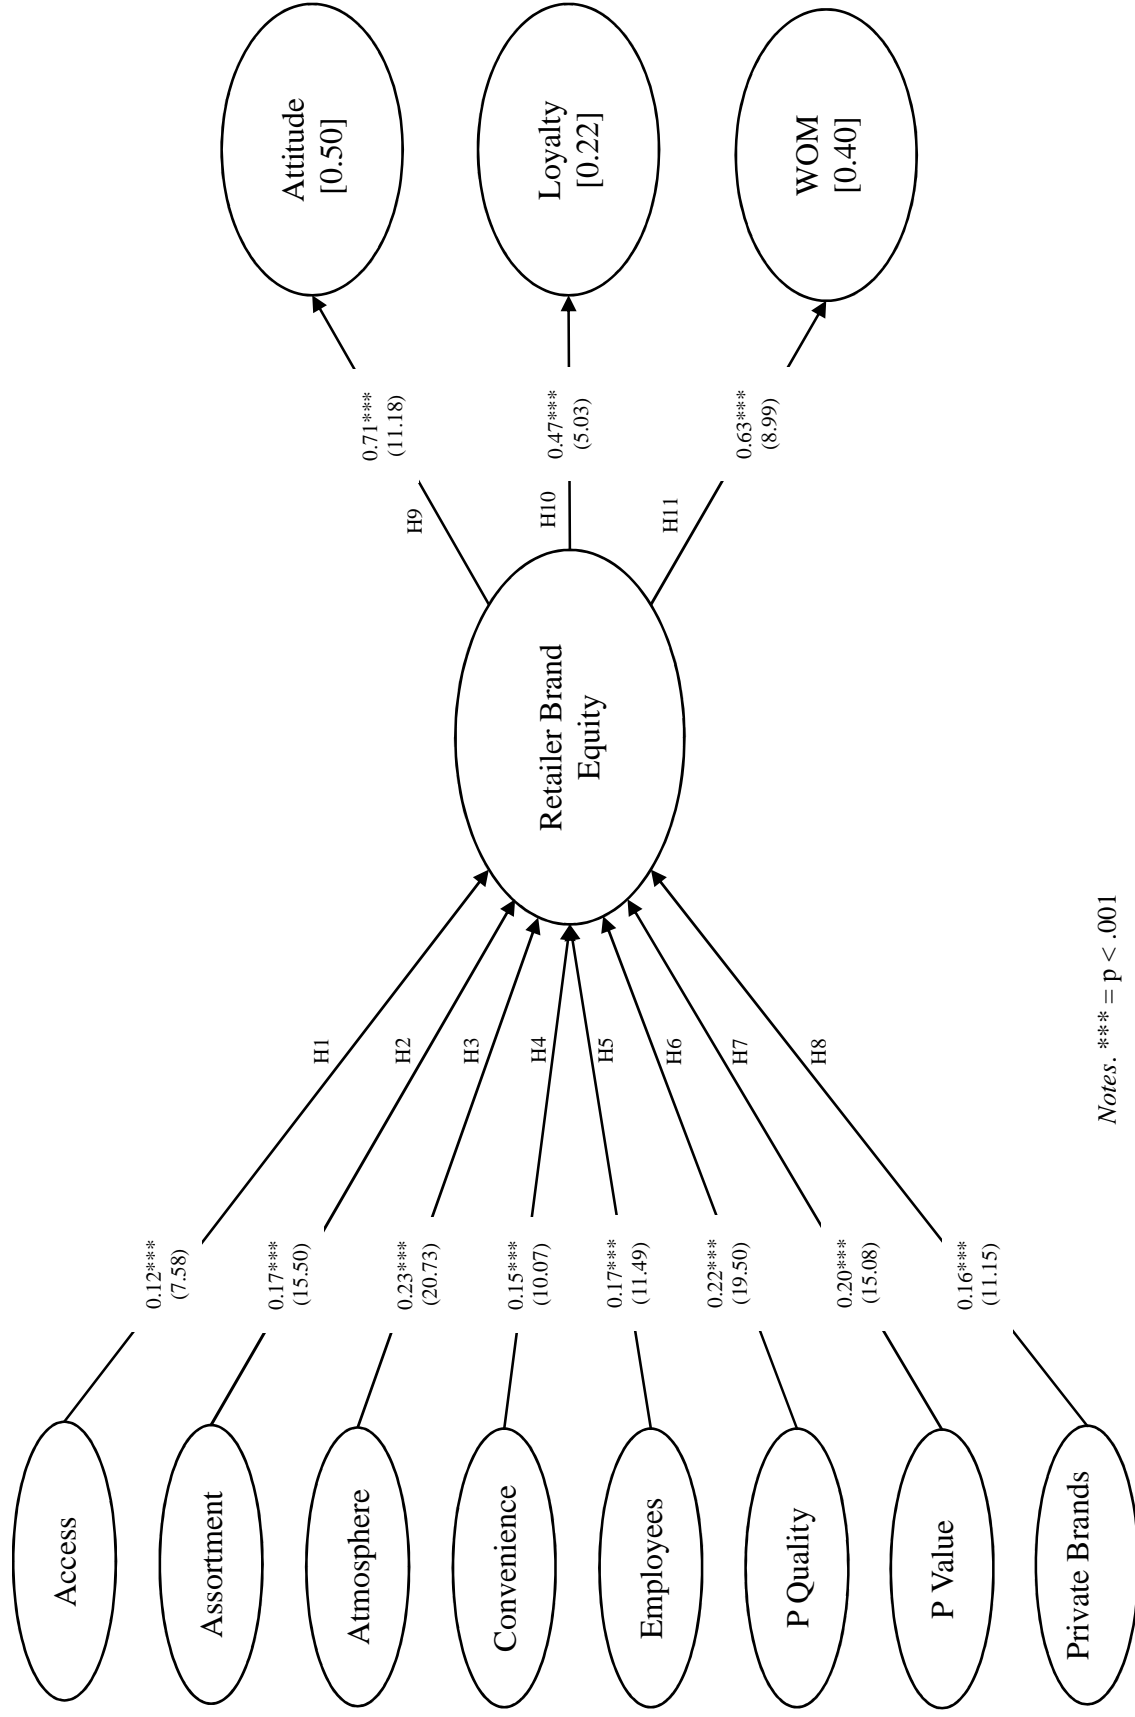 Access
Assortment
Atmosphere
Convenience
Employees
P Quality
P Value
Private Brands
0.12***
(7.58)
0.17***
(15.50)
0.23***
(20.73)
0.15***
(10.07)
0.17***
(11.49)
0.22***
(19.50)
0.20***
(15.08)
0.16***
(11.15)
H1
H2
H3
H4
H5
H6
H7
H8
Retailer Brand
Equity
H9
H10
H11
0.71***
(11.18)
0.47***
(5.03)
0.63***
(8.99)
Attitude
[0.50]
Loyalty
[0.22]
WOM
[0.40]
Notes. *** = p < .001